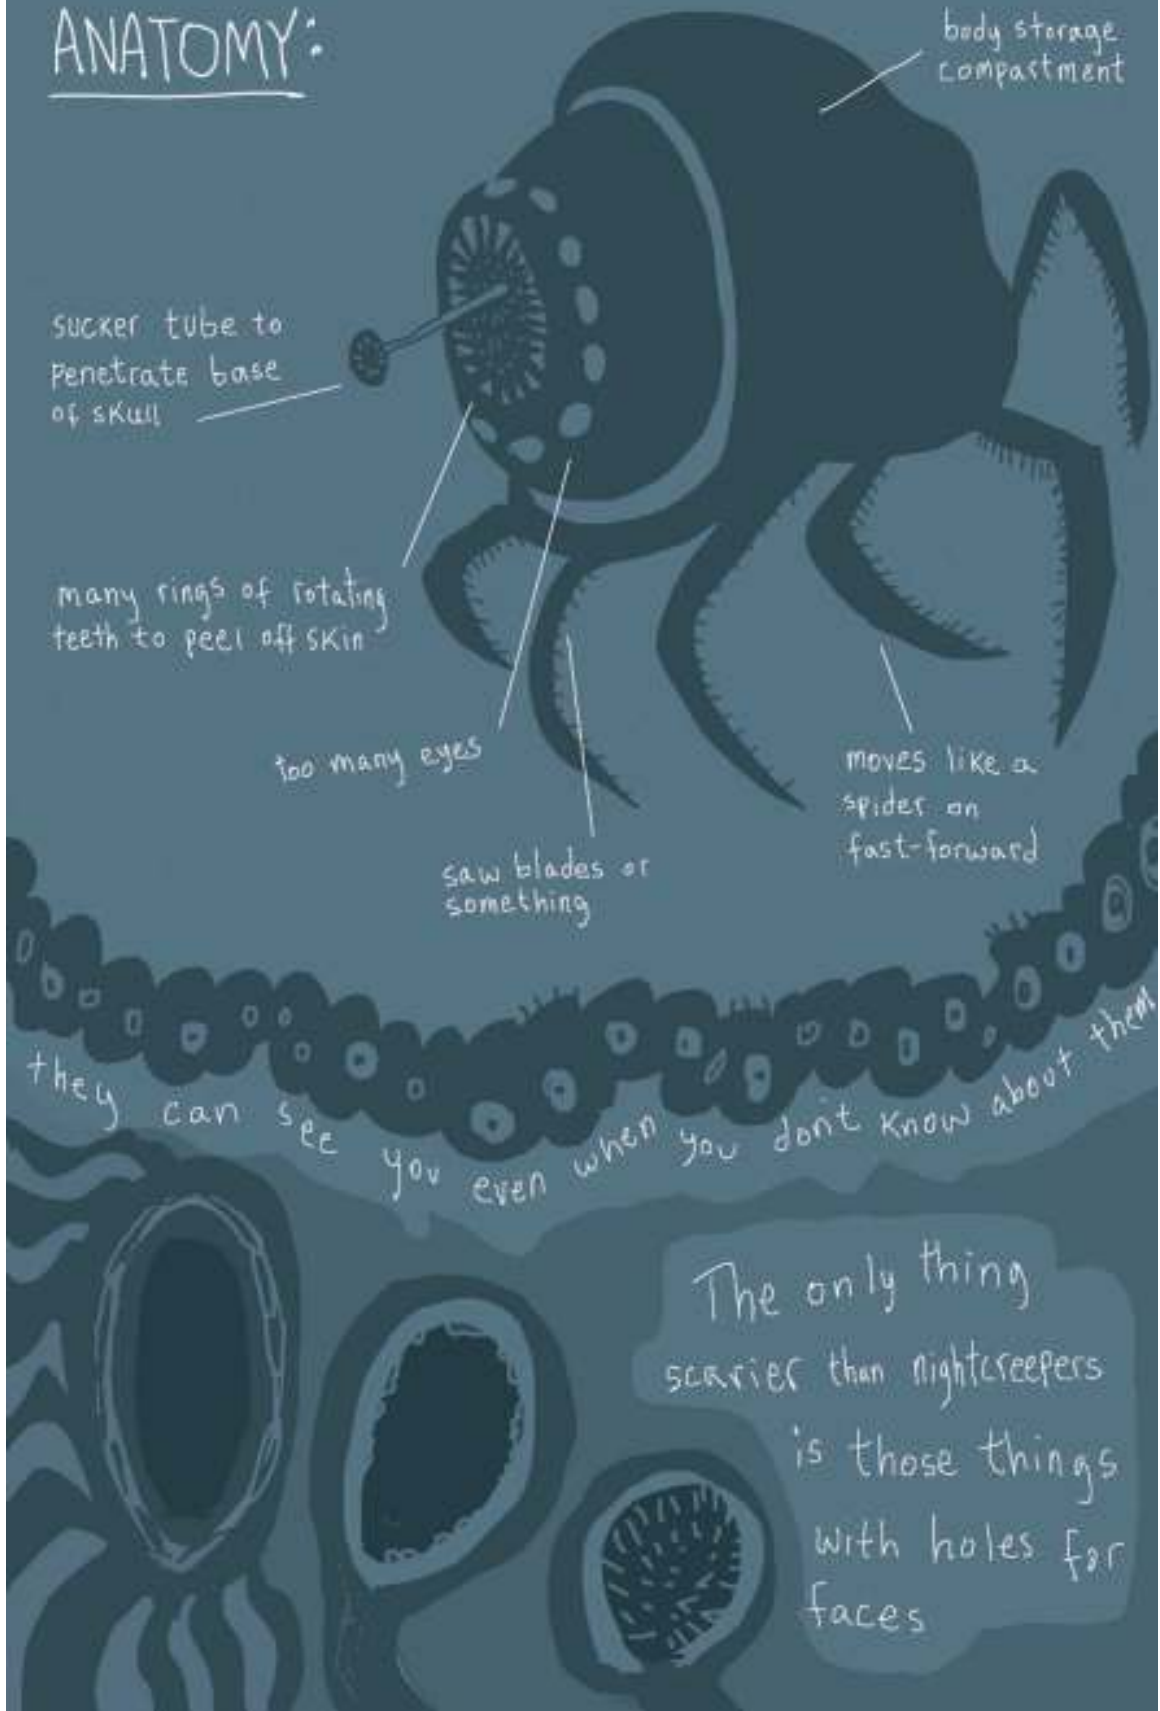 ANATOMY:
body storage
compartment
sucker tube to
penetrate base
of skull
many rings of rotating
teeth to peel off skin
too many eyes
saw blades or
something
moves like a
spider on
fast-forward
they can see you even when you don't know about them
The only thing
scarier than nightcreepers
is those things
with holes for
faces